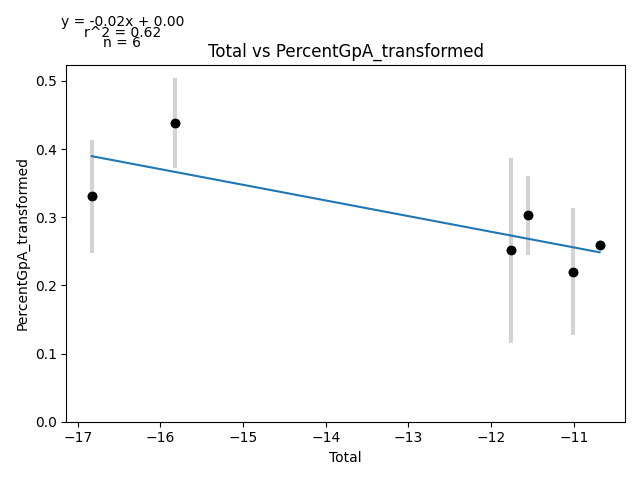 y = -0.02x + 0.00
r^2 = 0.62
n = 6
Total vs PercentGpA_transformed
PercentGpA_transformed
0.5
0.4
0.3
0.2
0.1
0.0
−17 −16 −15 −14 −13 −12 −11
Total